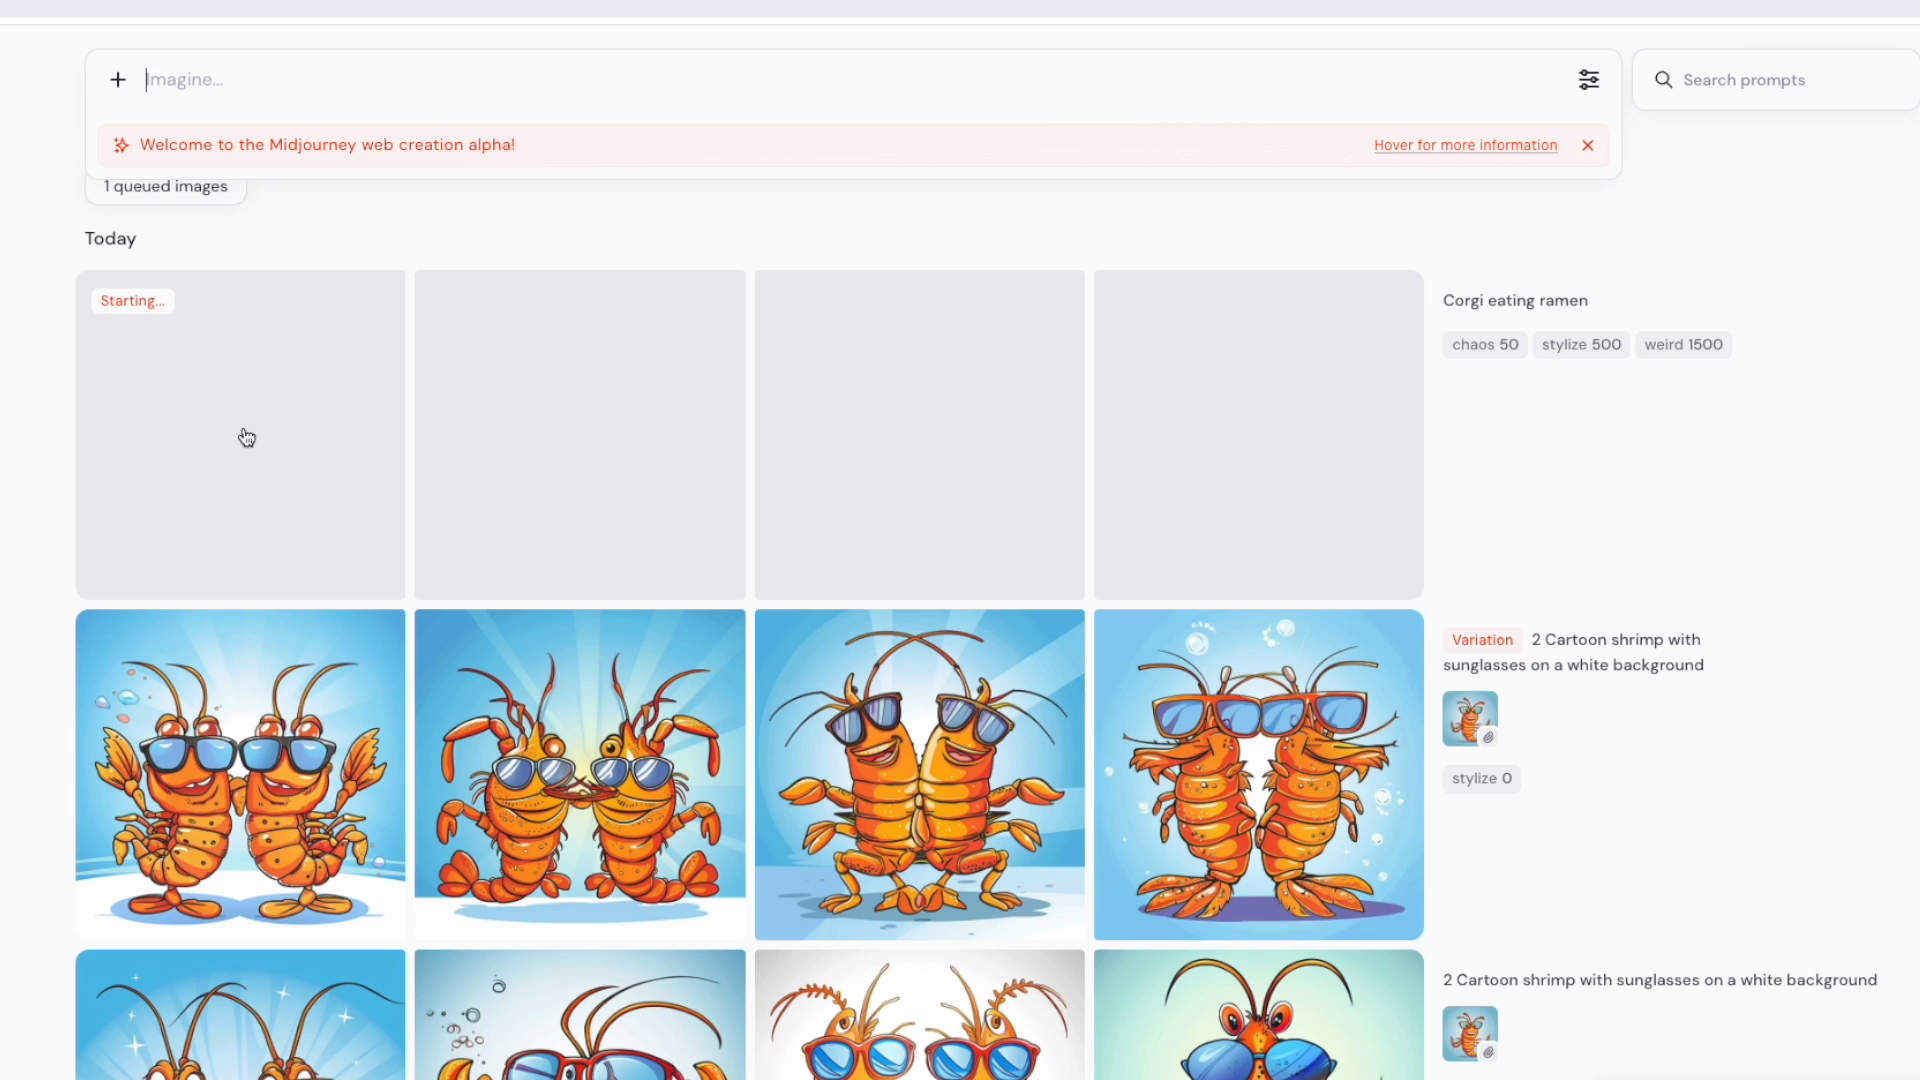 Imagine...
Search prompts
Welcome to the Midjourney web creation alpha!
Hover for more information
1 queued images
Today
Starting...
Corgi eating ramen
chaos 50
stylize 500
weird 1500
Variation 2 Cartoon shrimp with
sunglasses on a white background
stylize 0
2 Cartoon shrimp with sunglasses on a white background